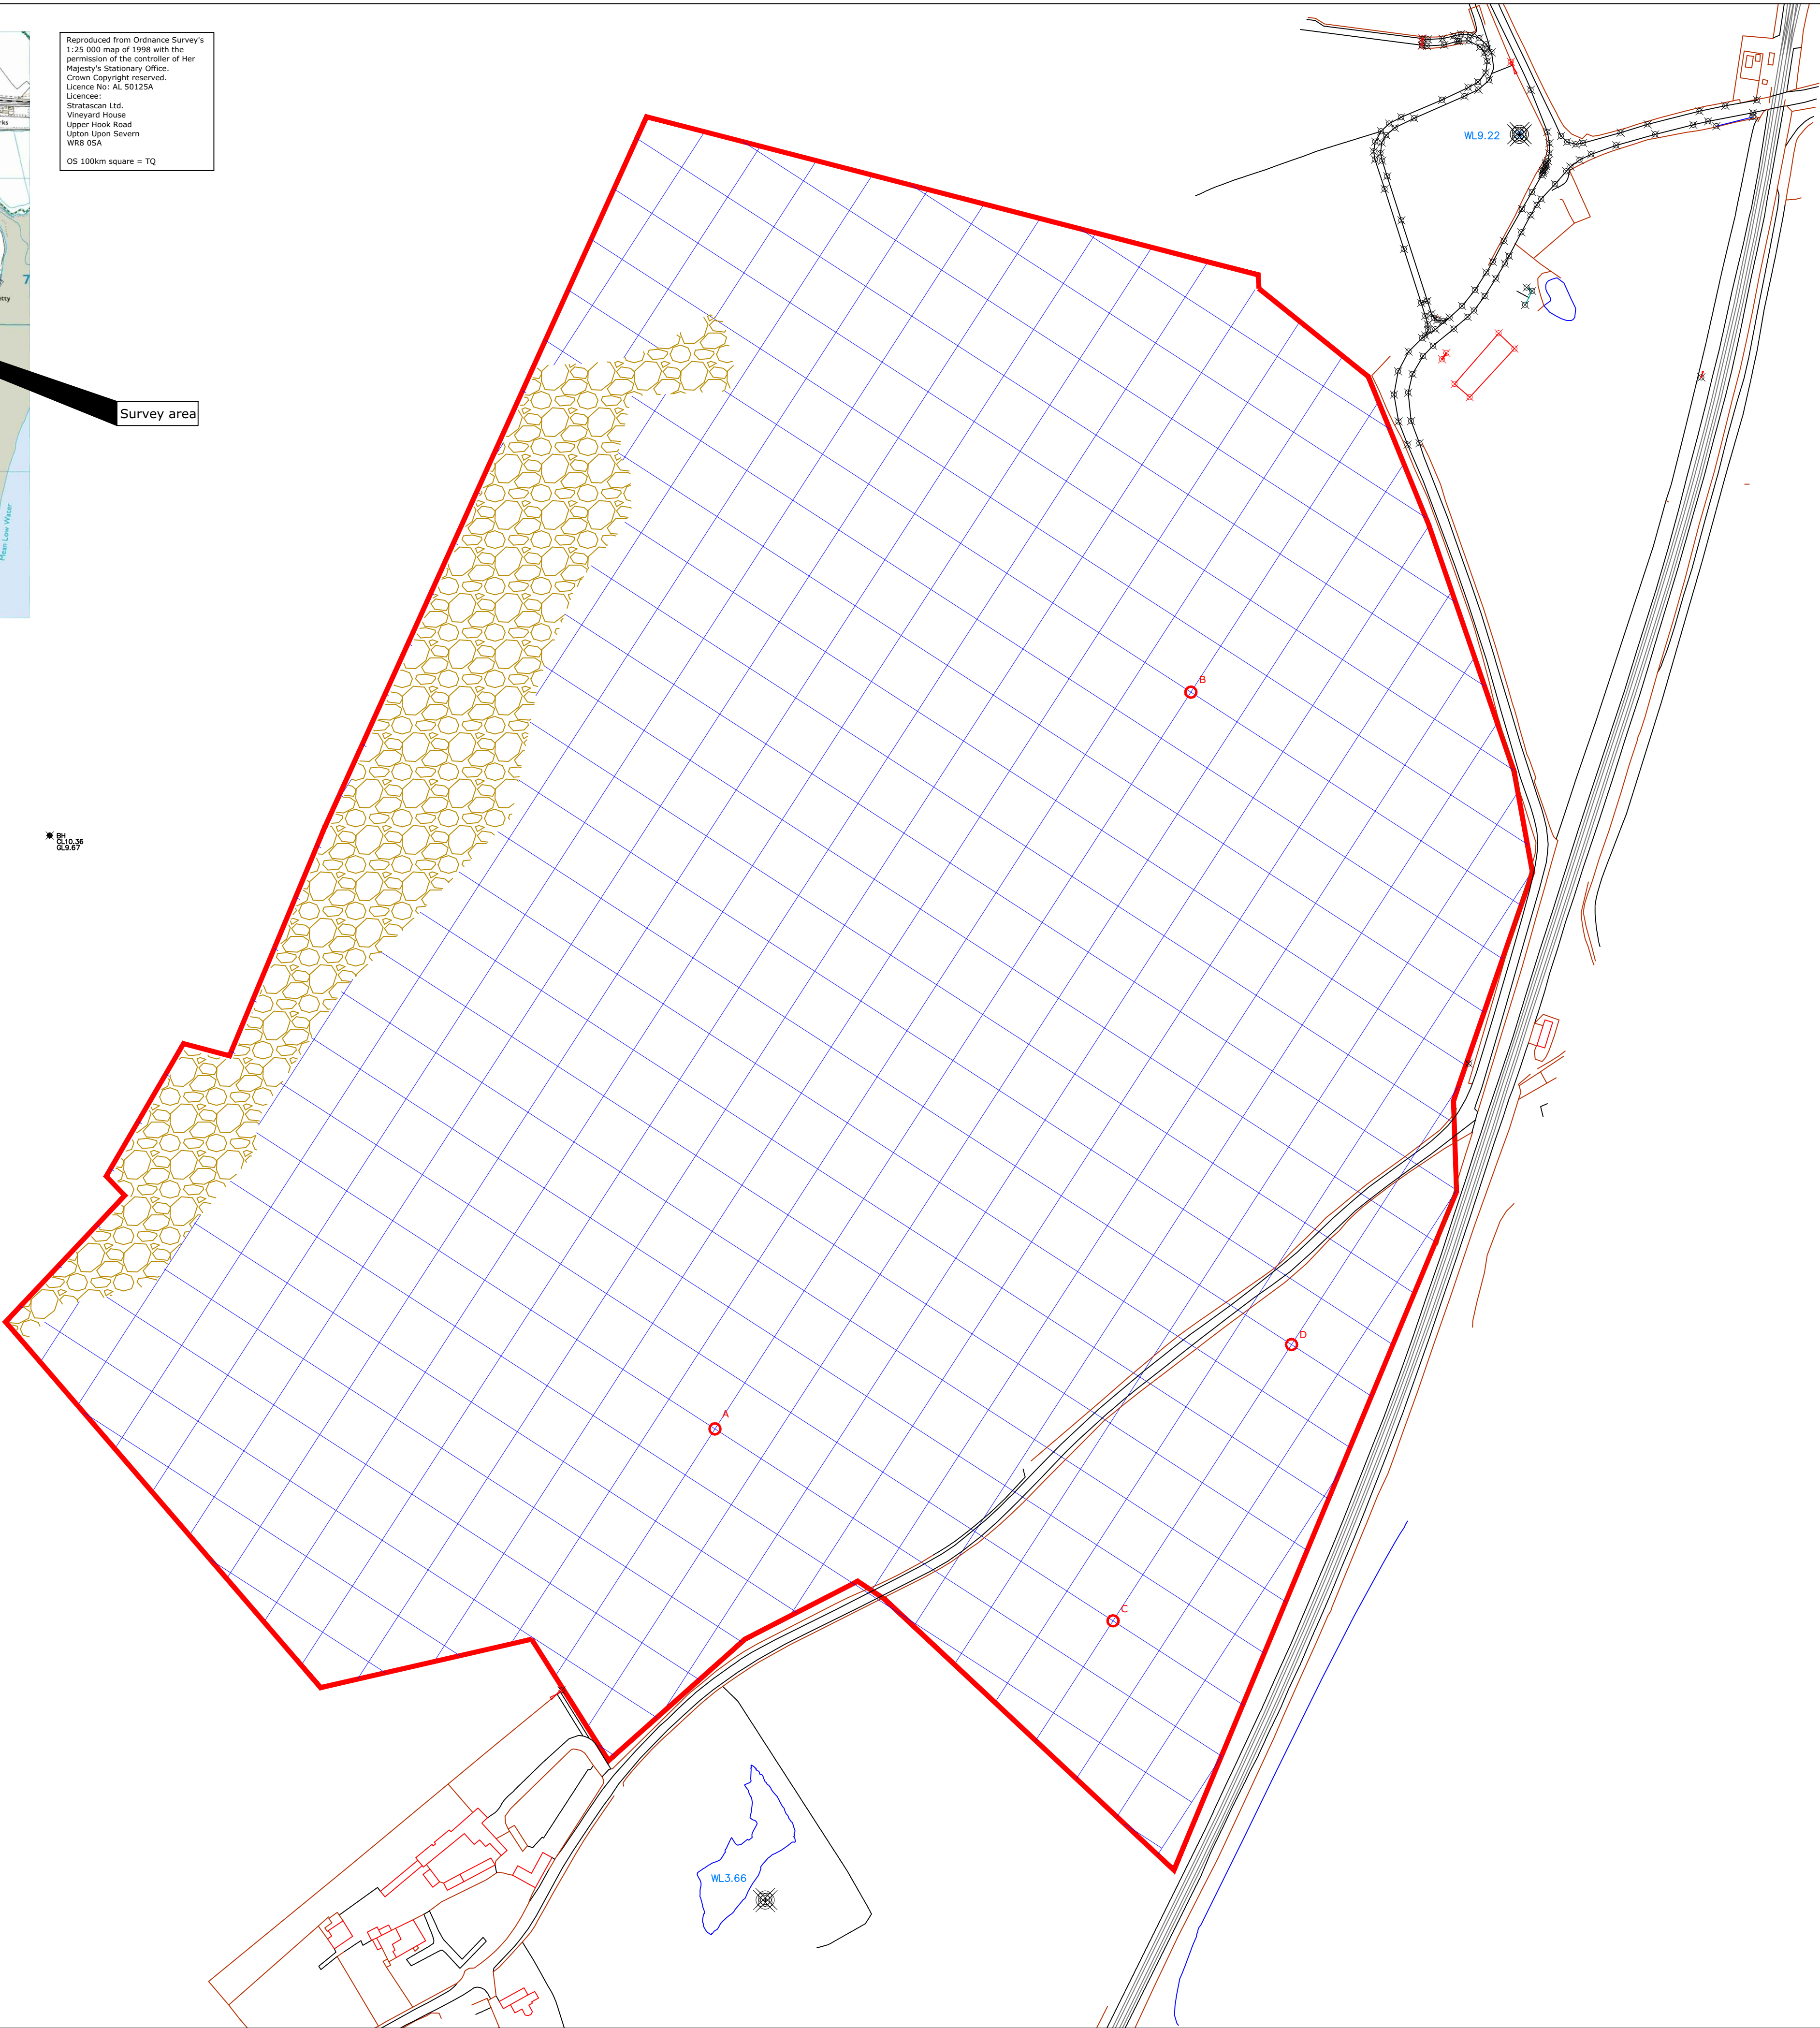 Reproduced from Ordnance Survey's
1:25 000 map of 1998 with the
permission of the controller of Her
Majesty's Stationary Office.
Crown Copyright reserved.
Licence No: AL 50125A
Licencee:
Stratascan Ltd.
Vineyard House
Upper Hook Road
Upton Upon Severn
WR8 0SA
OS 100km square = TQ
7
Survey area
Mean Low Water
WL9.22
B
BH
CL10.36
GL9.67
D
A
C
WL3.66